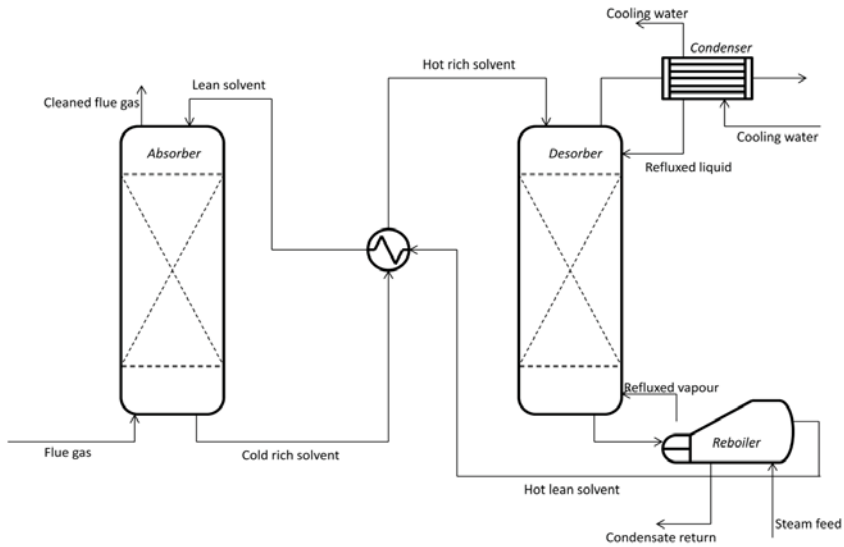 Cooling water
Condenser
Hot rich solvent
Lean solvent
Cleaned flue gas
Cooling water
Absorber
Desorber
Refluxed liquid
Refluxed vapour
Reboiler
Flue gas
Cold rich solvent
Hot lean solvent
Steam feed
Condensate return